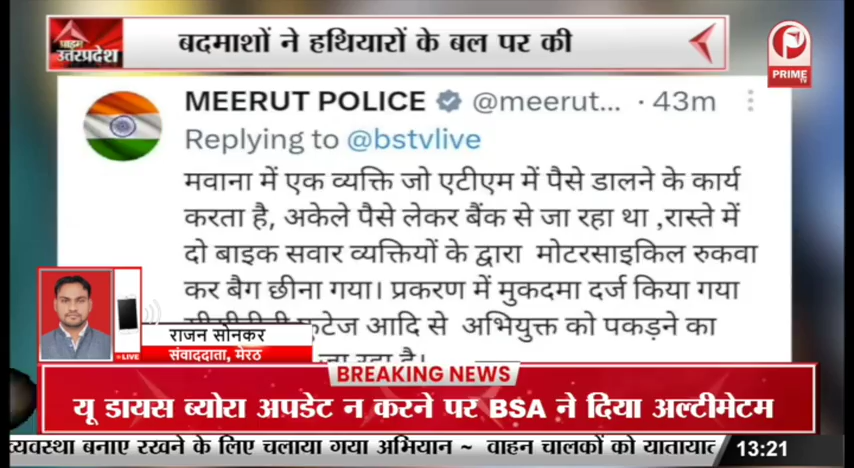 प्राइम
उत्तरप्रदेश
बदमाशों ने हथियारों के बल पर की
PRIME
TV
MEERUT POLICE @meerut... · 43m
Replying to @bstvlive
मवाना में एक व्यक्ति जो एटीएम में पैसे डालने के कार्य
करता है, अकेले पैसे लेकर बैंक से जा रहा था ,रास्ते में
दो बाइक सवार व्यक्तियों के द्वारा मोटरसाइकिल रुकवा
कर बैग छीना गया। प्रकरण में मुकदमा दर्ज किया गया
फुटेज आदि से अभियुक्त को पकड़ने का
जा रहा है।
LIVE
राजन सोनकर
संवाददाता, मेरठ
BREAKING NEWS
यू डायस ब्योरा अपडेट न करने पर BSA ने दिया अल्टीमेटम
व्यवस्था बनाए रखने के लिए चलाया गया अभियान ~ वाहन चालकों को यातायात
13:21